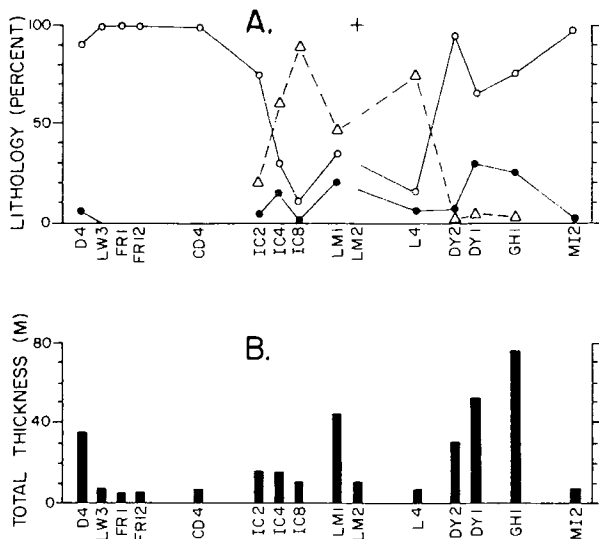 A.
LITHOLOGY (PERCENT)
100
50
0
D4 LW3 FR1 FR12 CD4 IC2 IC4 IC8 LM1 LM2 L4 DY2 DY1 GH1 MI2
B.
TOTAL THICKNESS (M)
80
40
0
D4 LW3 FR1 FR12 CD4 IC2 IC4 IC8 LM1 LM2 L4 DY2 DY1 GH1 MI2